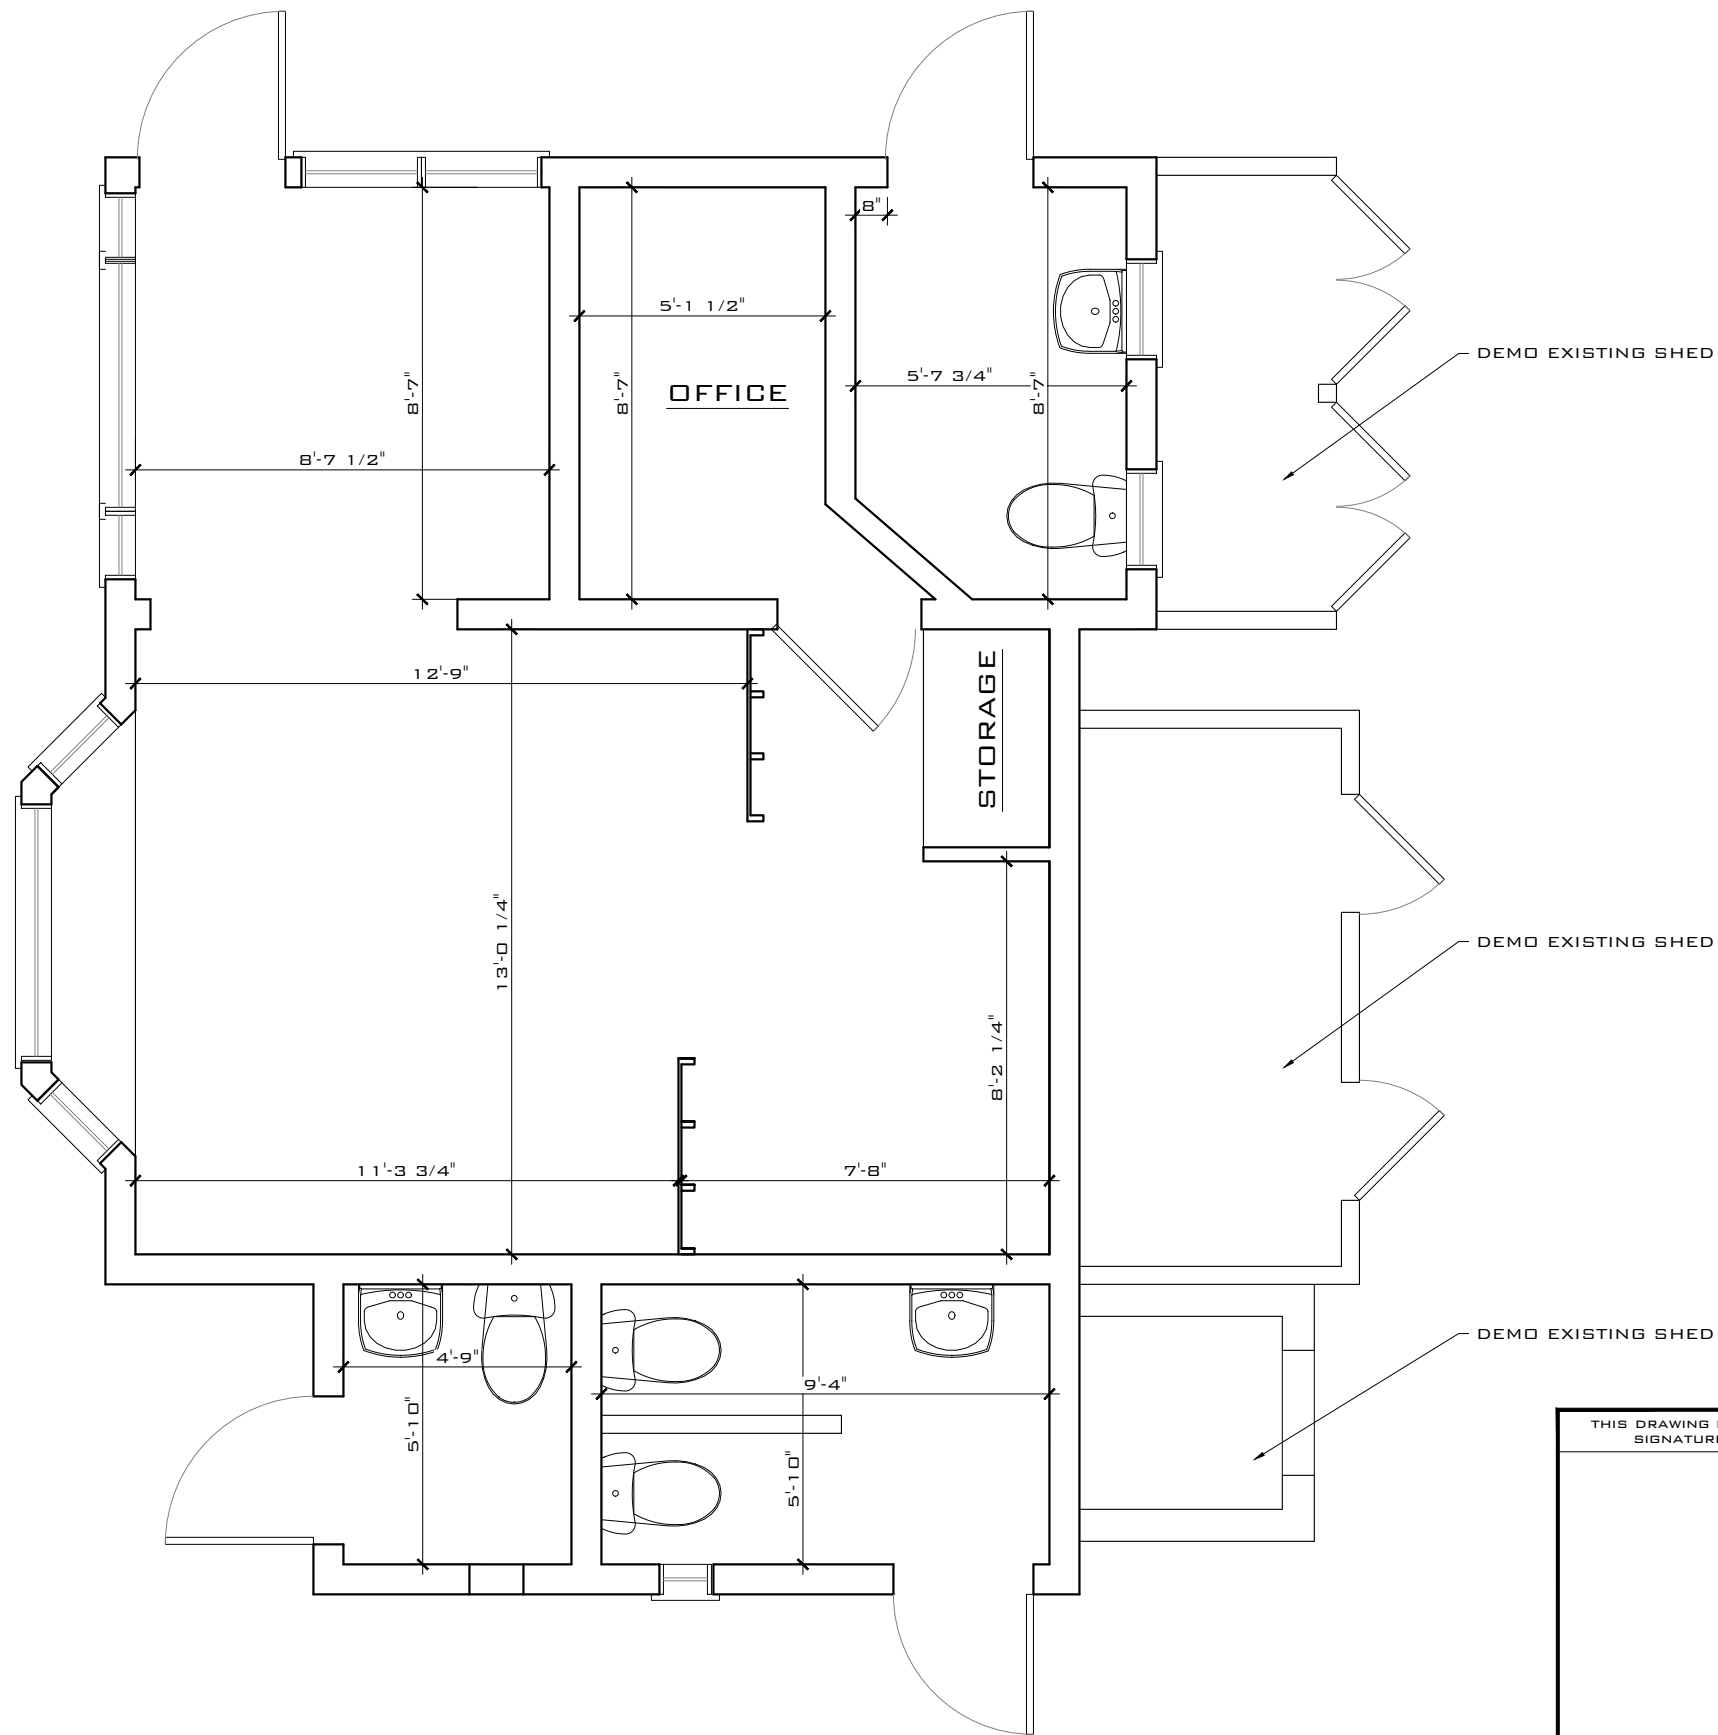 8"
5'-1 1/2"
DEMO EXISTING SHED
5'-7 3/4"
8'-7"
8'-7"
OFFICE
8'-7"
8'-7 1/2"
12'-9"
STORAGE
13'-0 1/4"
DEMO EXISTING SHED
8'-2 1/4"
11'-3 3/4"
7'-8"
DEMO EXISTING SHED
4'-9"
9'-4"
5'-10"
5'-10"
THIS DRAWING